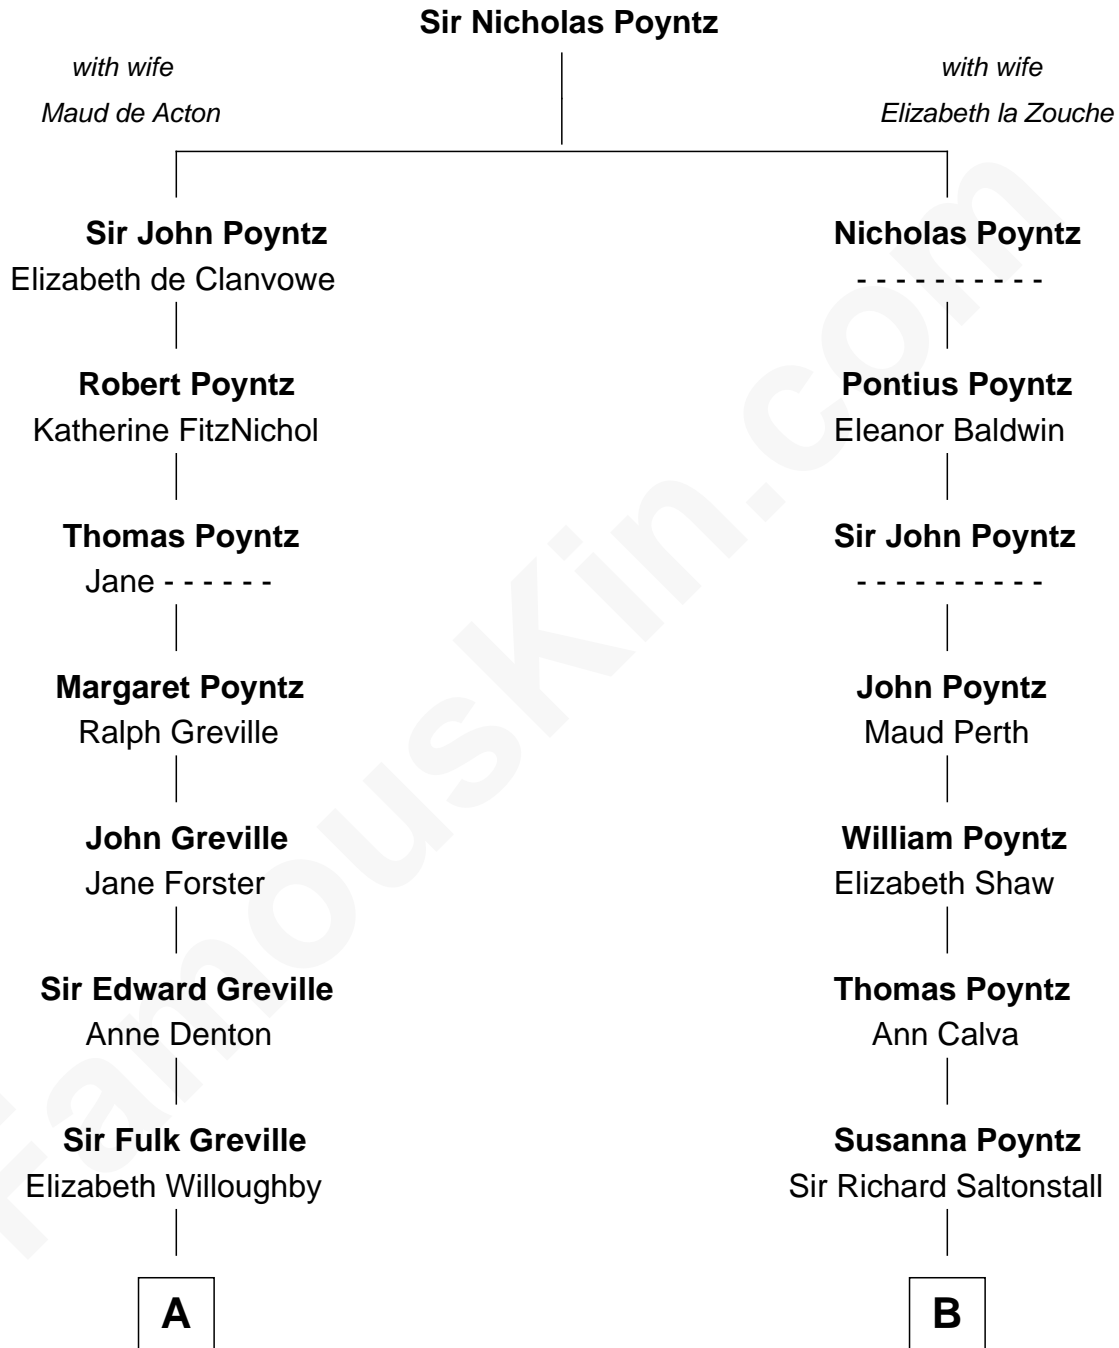 Sir Nicholas Poyntz
with wife
Maud de Acton
with wife
Elizabeth la Zouche
Sir John Poyntz
Elizabeth de Clanvowe
Nicholas Poyntz
- - - - - - - - - -
Robert Poyntz
Katherine FitzNichol
Pontius Poyntz
Eleanor Baldwin
Thomas Poyntz
Jane - - - - - -
Sir John Poyntz
- - - - - - - - - -
Margaret Poyntz
Ralph Greville
John Poyntz
Maud Perth
John Greville
Jane Forster
William Poyntz
Elizabeth Shaw
Sir Edward Greville
Anne Denton
Thomas Poyntz
Ann Calva
Sir Fulk Greville
Elizabeth Willoughby
Susanna Poyntz
Sir Richard Saltonstall
A
B
FamousKin.com